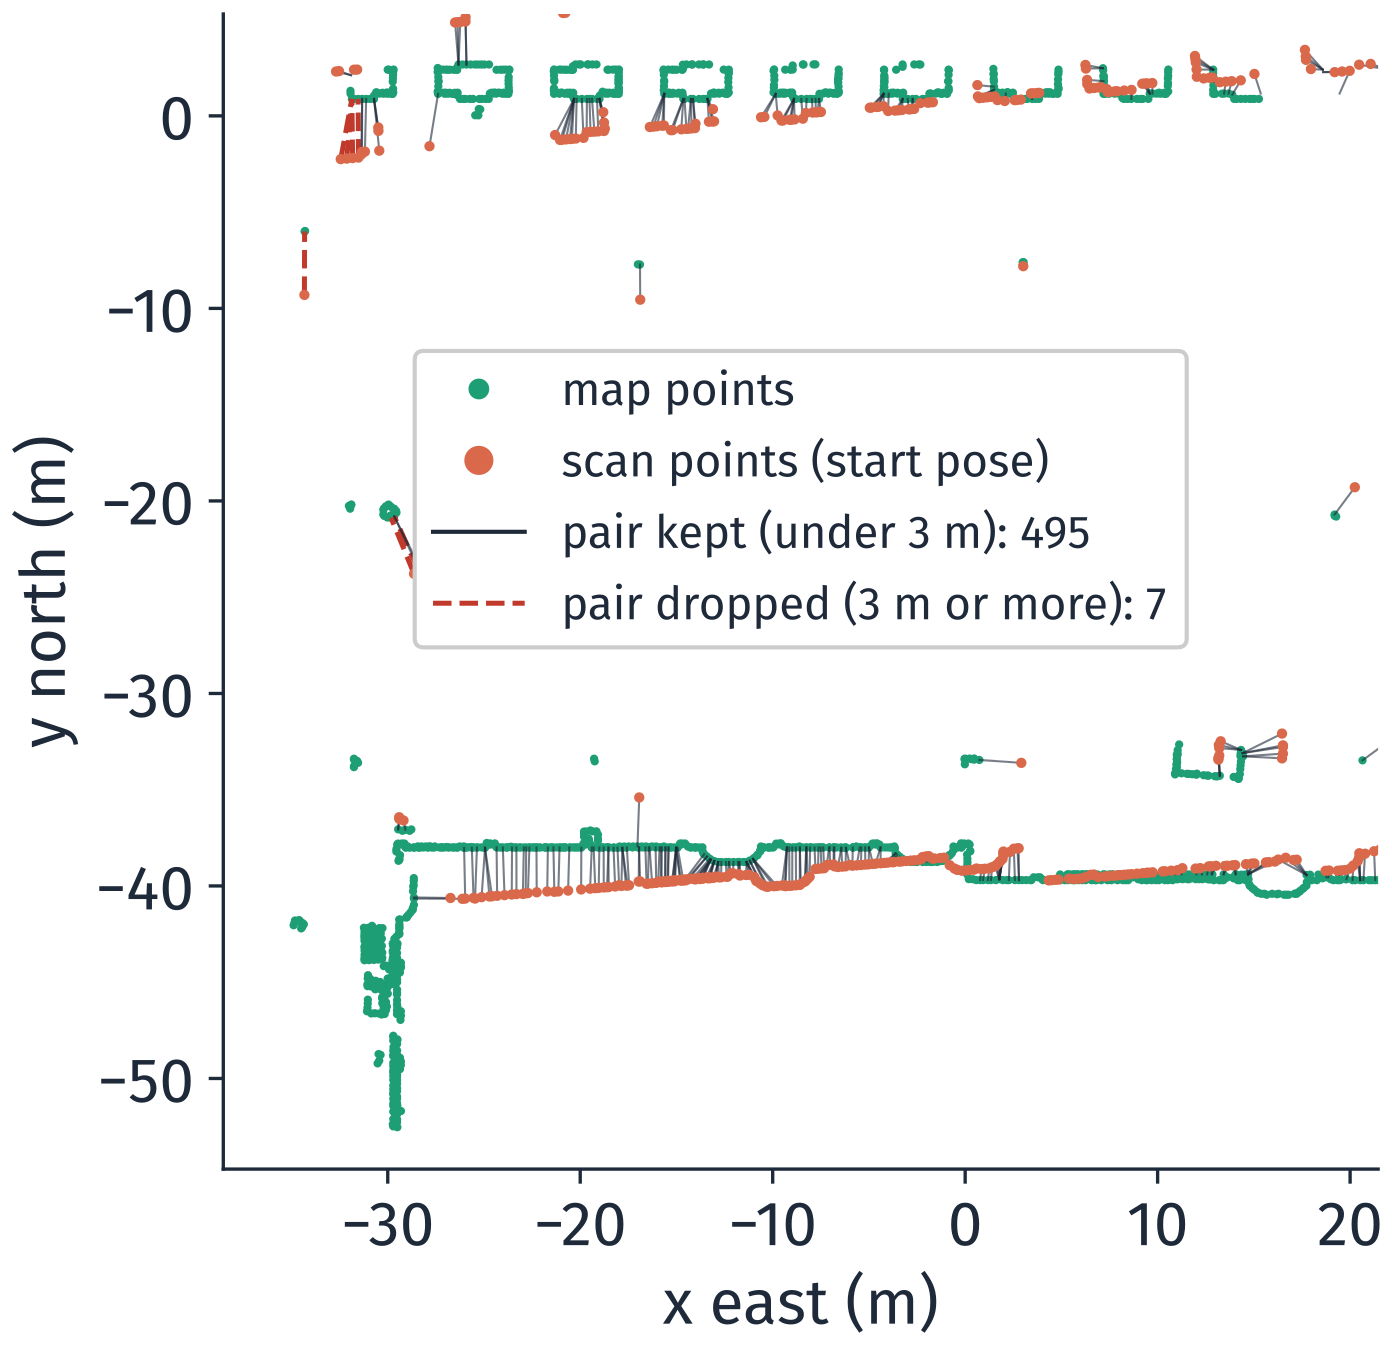 0
−10
−20
−30
−40
−50
y north (m)
map points
scan points (start pose)
pair kept (under 3 m): 495
pair dropped (3 m or more): 7
−30 −20 −10 0 10 20
x east (m)